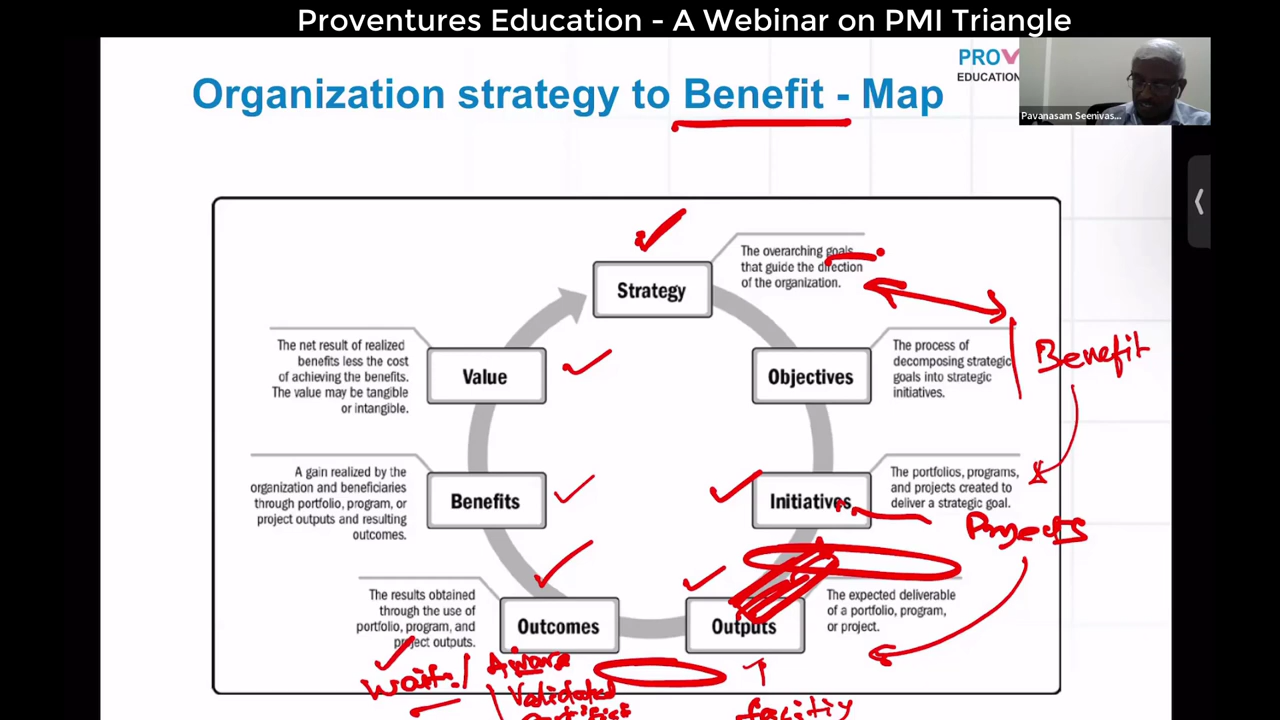 Proventures Education - A Webinar on PMI Triangle
Organization strategy to Benefit - Map
PROV
EDUCATION
Pavanasam Seenivas...
Strategy
The overarching goals
that guide the direction
of the organization.
Objectives
The process of
decomposing strategic
goals into strategic
initiatives.
Benefit
Initiatives
The portfolios, programs,
and projects created to
deliver a strategic goal.
Projects
Outputs
The expected deliverable
of a portfolio, program,
or project.
Outcomes
The results obtained
through the use of
portfolio, program, and
project outputs.
Benefits
A gain realized by the
organization and beneficiaries
through portfolio, program, or
project outputs and resulting
outcomes.
Value
The net result of realized
benefits less the cost
of achieving the benefits.
The value may be tangible
or intangible.
Aware
Validated